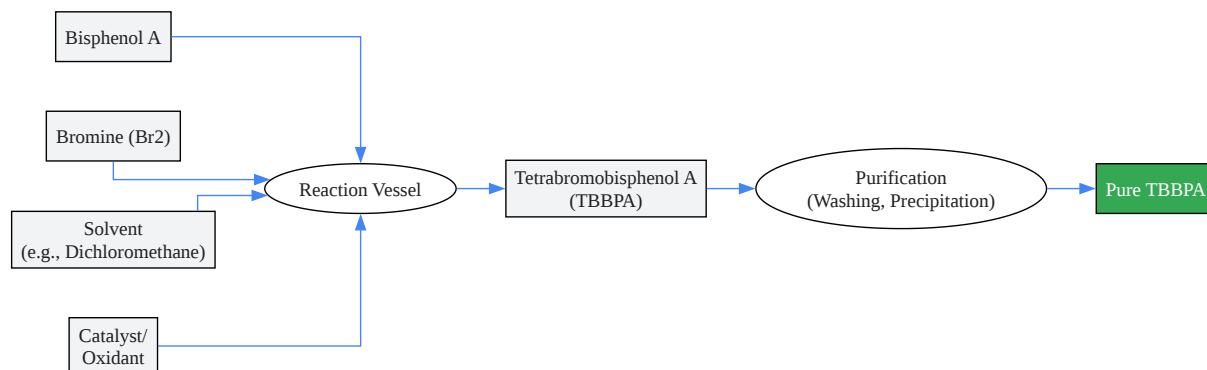 Bisphenol A
Bromine (Br2)
Solvent
(e.g., Dichloromethane)
Catalyst/
Oxidant
Reaction Vessel
Tetrabromobisphenol A
(TBBPA)
Purification
(Washing, Precipitation)
Pure TBBPA